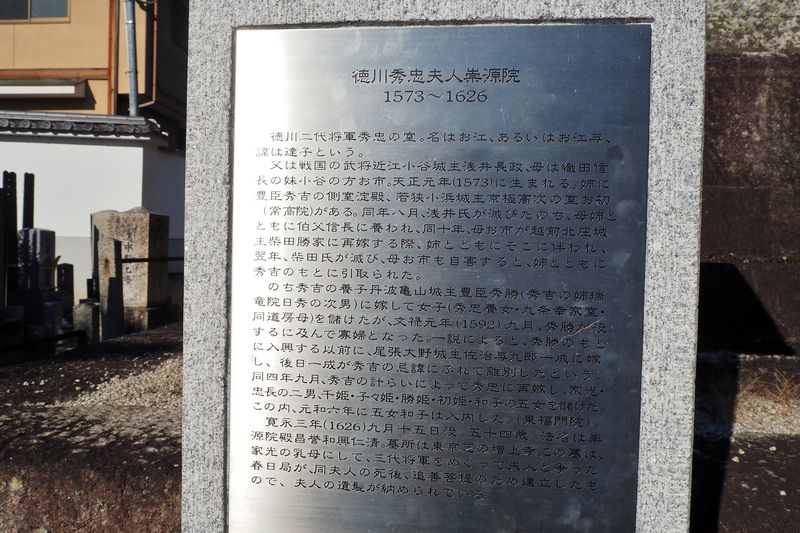 徳川秀忠夫人崇源院
1573～1626
徳川二代将軍秀忠の室。名はお江、あるいはお江与、
諱は達子という。
父は戦国の武将近江小谷城主浅井長政、母は織田信
長の妹小谷の方お市。天正元年(1573)に生まれる。姉に
豊臣秀吉の側室淀殿、若狭小浜城主京極高次の室お初
(常高院)がある。同年八月、浅井氏が滅びたのち、母姉と
ともに伯父信長に養われ、同十年、母お市が越前北庄城
主柴田勝家に再嫁する際、姉とともにそこに伴われ、
翌年、柴田氏が滅び、母お市も自害すると、姉とともに
秀吉のもとに引取られた。
のち秀吉の養子丹波亀山城主豊臣秀勝(秀吉の姉瑞
竜院日秀の次男)に嫁して女子(秀忠養女・九条幸家室・
同道房母)を儲けたが、文禄元年(1592)九月、秀勝が没
するに及んで寡婦となった。一説によると、秀勝のもと
に入興する以前に、尾張大野城主佐治与九郎一成に嫁
し、後日一成が秀吉の忌諱にふれて離別したという。
同四年九月、秀吉の計らいによって秀忠に再嫁し、家光・
忠長の二男、千姫・子々姫・勝姫・初姫・和子の五女を儲けた。
この内、元和六年に五女和子は入内した。(東福門院)。
寛永三年(1626)九月十五日没。五十四歳。法名は崇
源院殿昌誉和興仁清。墓所は東京芝の増上寺。この墓は、
家光の乳母にして、三代将軍をめぐって夫人と争った
春日局が、同夫人の死後、追善菩提のため建立したも
ので、夫人の遺髪が納められている。